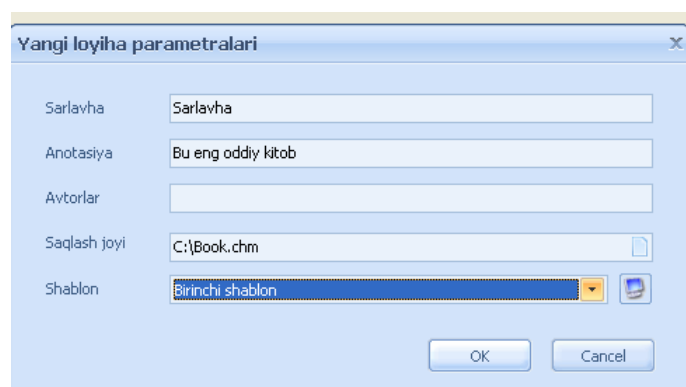 Yangi loyiha parametralari
Sarlavha Sarlavha
Anotasiya Bu eng oddiy kitob
Avtorlar
Saqlash joyi C:\Book.chm
Shablon Birinchi shablon
OK Cancel